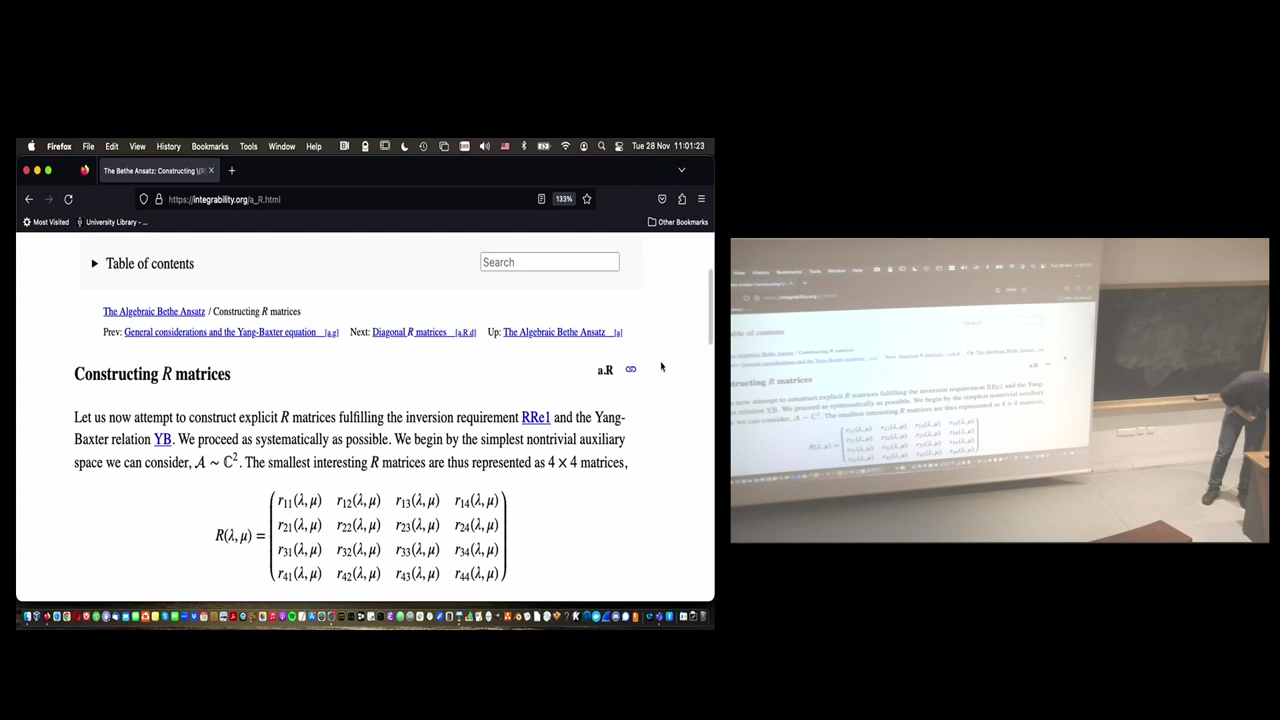 Firefox File Edit View History Bookmarks Tools Window Help Tue 28 Nov 11:01:23
The Bethe Ansatz: Constructing \(R
https://integrability.org/a_R.html 133%
Most Visited University Library - ... Other Bookmarks
Table of contents Search
The Algebraic Bethe Ansatz / Constructing R matrices
Prev: General considerations and the Yang-Baxter equation [a.g] Next: Diagonal R matrices [a.R.d] Up: The Algebraic Bethe Ansatz [a]
Constructing R matrices a.R
Let us now attempt to construct explicit R matrices fulfilling the inversion requirement RRe1 and the Yang-
Baxter relation YB. We proceed as systematically as possible. We begin by the simplest nontrivial auxiliary
space we can consider, 𝒜 ∼ ℂ². The smallest interesting R matrices are thus represented as 4 × 4 matrices,
r₁₁(λ, μ) r₁₂(λ, μ) r₁₃(λ, μ) r₁₄(λ, μ)
r₂₁(λ, μ) r₂₂(λ, μ) r₂₃(λ, μ) r₂₄(λ, μ)
R(λ, μ) =
r₃₁(λ, μ) r₃₂(λ, μ) r₃₃(λ, μ) r₃₄(λ, μ)
r₄₁(λ, μ) r₄₂(λ, μ) r₄₃(λ, μ) r₄₄(λ, μ)